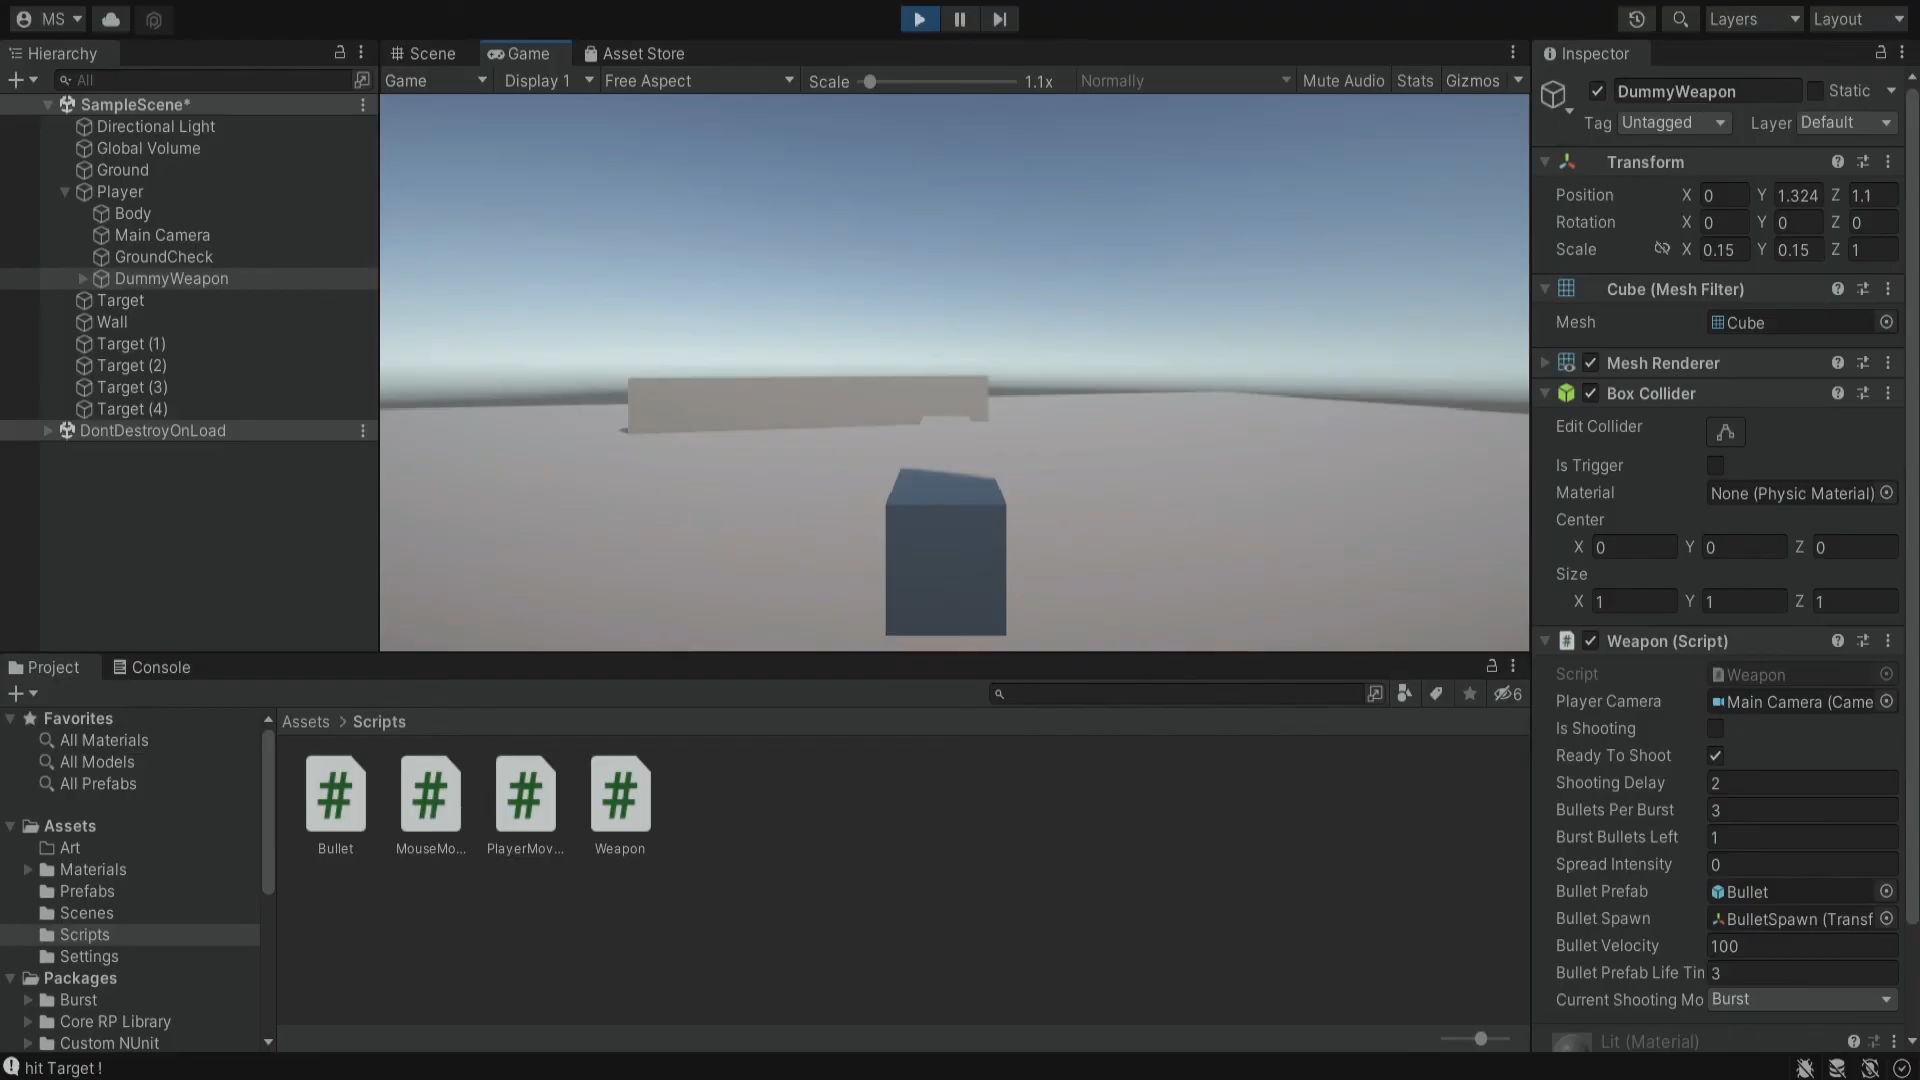 MS
Layers
Layout
Hierarchy
All
SampleScene*
Directional Light
Global Volume
Ground
Player
Body
Main Camera
GroundCheck
DummyWeapon
Target
Wall
Target (1)
Target (2)
Target (3)
Target (4)
DontDestroyOnLoad
Scene
Game
Asset Store
Game
Display 1
Free Aspect
Scale
1.1x
Normally
Mute Audio
Stats
Gizmos
Inspector
DummyWeapon
Static
Tag Untagged
Layer Default
Transform
Position X 0 Y 1.324 Z 1.1
Rotation X 0 Y 0 Z 0
Scale X 0.15 Y 0.15 Z 1
Cube (Mesh Filter)
Mesh Cube
Mesh Renderer
Box Collider
Edit Collider
Is Trigger
Material None (Physic Material)
Center
X 0 Y 0 Z 0
Size
X 1 Y 1 Z 1
Weapon (Script)
Script Weapon
Player Camera Main Camera (Came
Is Shooting
Ready To Shoot
Shooting Delay 2
Bullets Per Burst 3
Burst Bullets Left 1
Spread Intensity 0
Bullet Prefab Bullet
Bullet Spawn BulletSpawn (Transf
Bullet Velocity 100
Bullet Prefab Life Tin 3
Current Shooting Mo Burst
Lit (Material)
Project
Console
6
Favorites
All Materials
All Models
All Prefabs
Assets
Art
Materials
Prefabs
Scenes
Scripts
Settings
Packages
Burst
Core RP Library
Custom NUnit
Assets > Scripts
Bullet
MouseMo...
PlayerMov...
Weapon
hit Target !